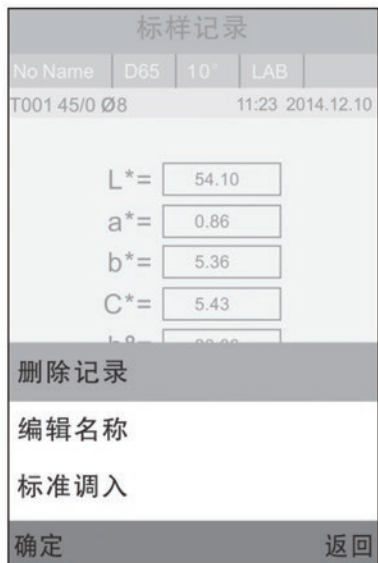 标样记录
No Name D65 10° LAB
T001 45/0 Ø8 11:23 2014.12.10
L*= 54.10
a*= 0.86
b*= 5.36
C*= 5.43
删除记录
编辑名称
标准调入
确定 返回